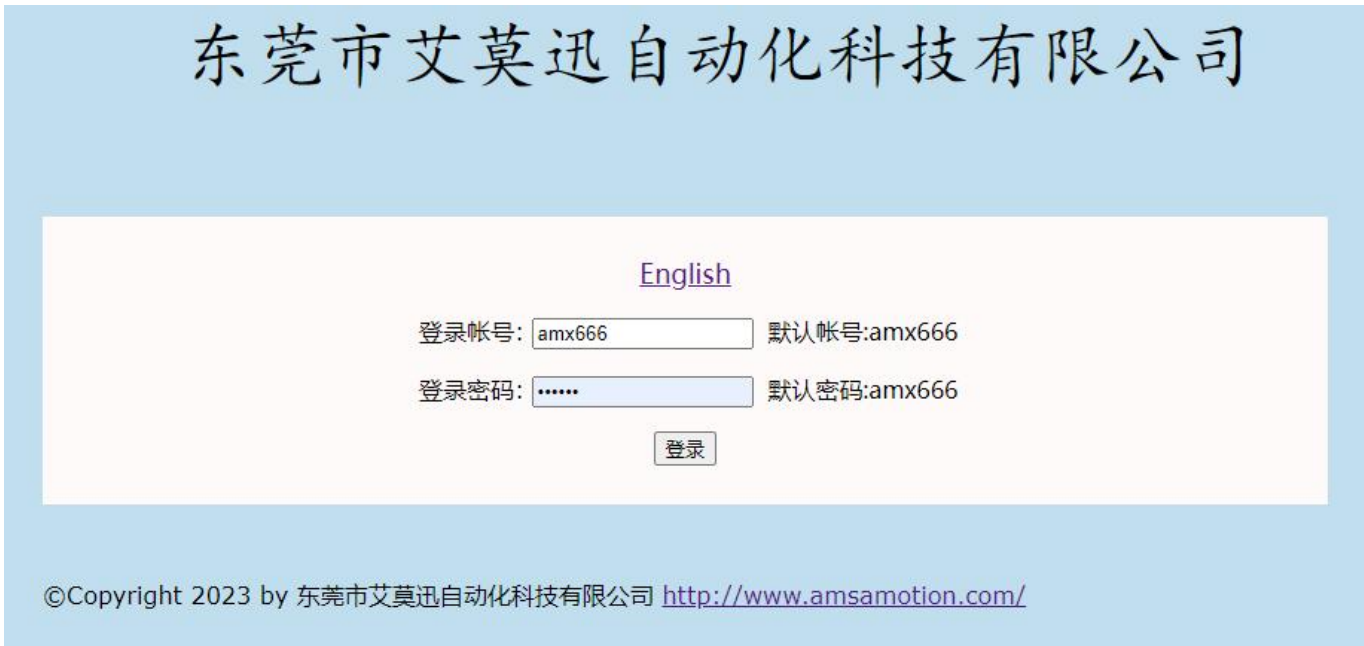 东莞市艾莫迅自动化科技有限公司
English
登录帐号: amx666 默认帐号:amx666
登录密码: •••••• 默认密码:amx666
登录
©Copyright 2023 by 东莞市艾莫迅自动化科技有限公司 http://www.amsamotion.com/